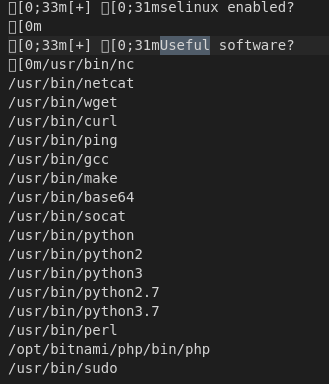 [0;33m[+] [0;31mselinux enabled?
[0m
[0;33m[+] [0;31mUseful software?
[0m/usr/bin/nc
/usr/bin/netcat
/usr/bin/wget
/usr/bin/curl
/usr/bin/ping
/usr/bin/gcc
/usr/bin/make
/usr/bin/base64
/usr/bin/socat
/usr/bin/python
/usr/bin/python2
/usr/bin/python3
/usr/bin/python2.7
/usr/bin/python3.7
/usr/bin/perl
/opt/bitnami/php/bin/php
/usr/bin/sudo